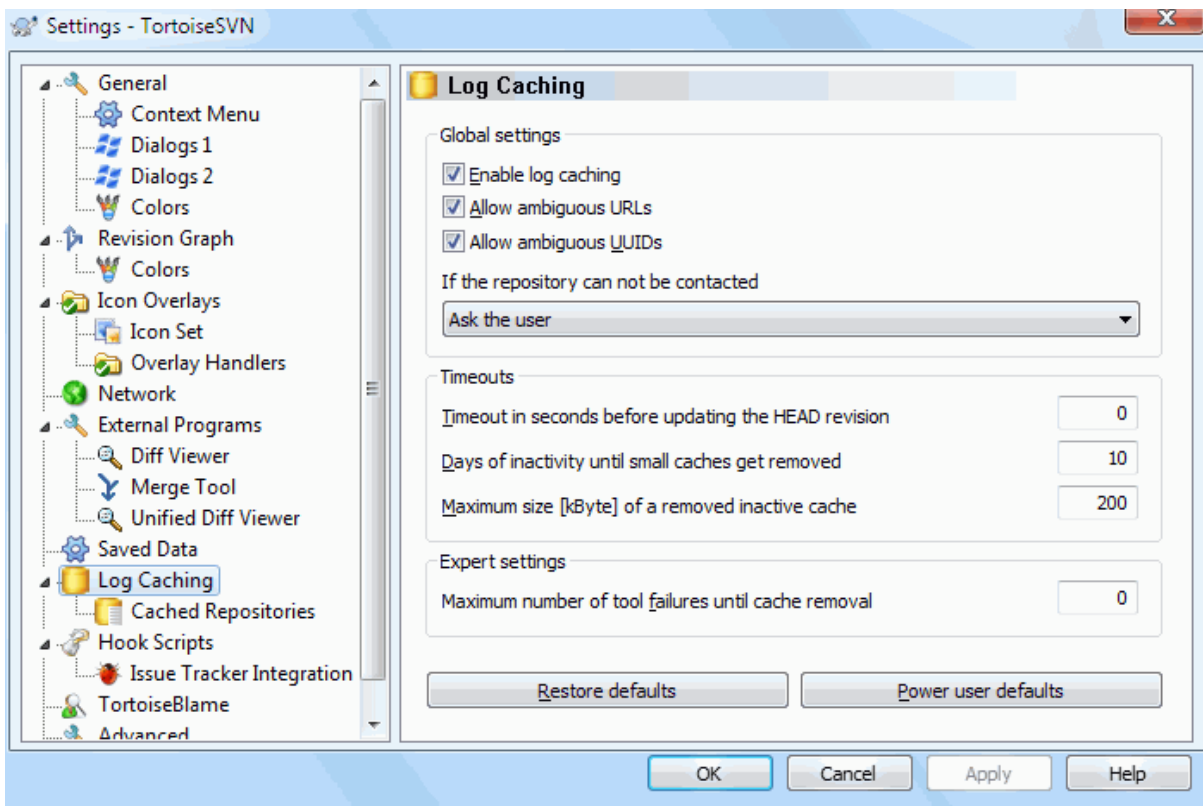 Settings - TortoiseSVN
General
Context Menu
Dialogs 1
Dialogs 2
Colors
Revision Graph
Colors
Icon Overlays
Icon Set
Overlay Handlers
Network
External Programs
Diff Viewer
Merge Tool
Unified Diff Viewer
Saved Data
Log Caching
Cached Repositories
Hook Scripts
Issue Tracker Integration
TortoiseBlame
Advanced
Log Caching
Global settings
Enable log caching
Allow ambiguous URLs
Allow ambiguous UUIDs
If the repository can not be contacted
Ask the user
Timeouts
Timeout in seconds before updating the HEAD revision 0
Days of inactivity until small caches get removed 10
Maximum size [kByte] of a removed inactive cache 200
Expert settings
Maximum number of tool failures until cache removal 0
Restore defaults Power user defaults
OK Cancel Apply Help